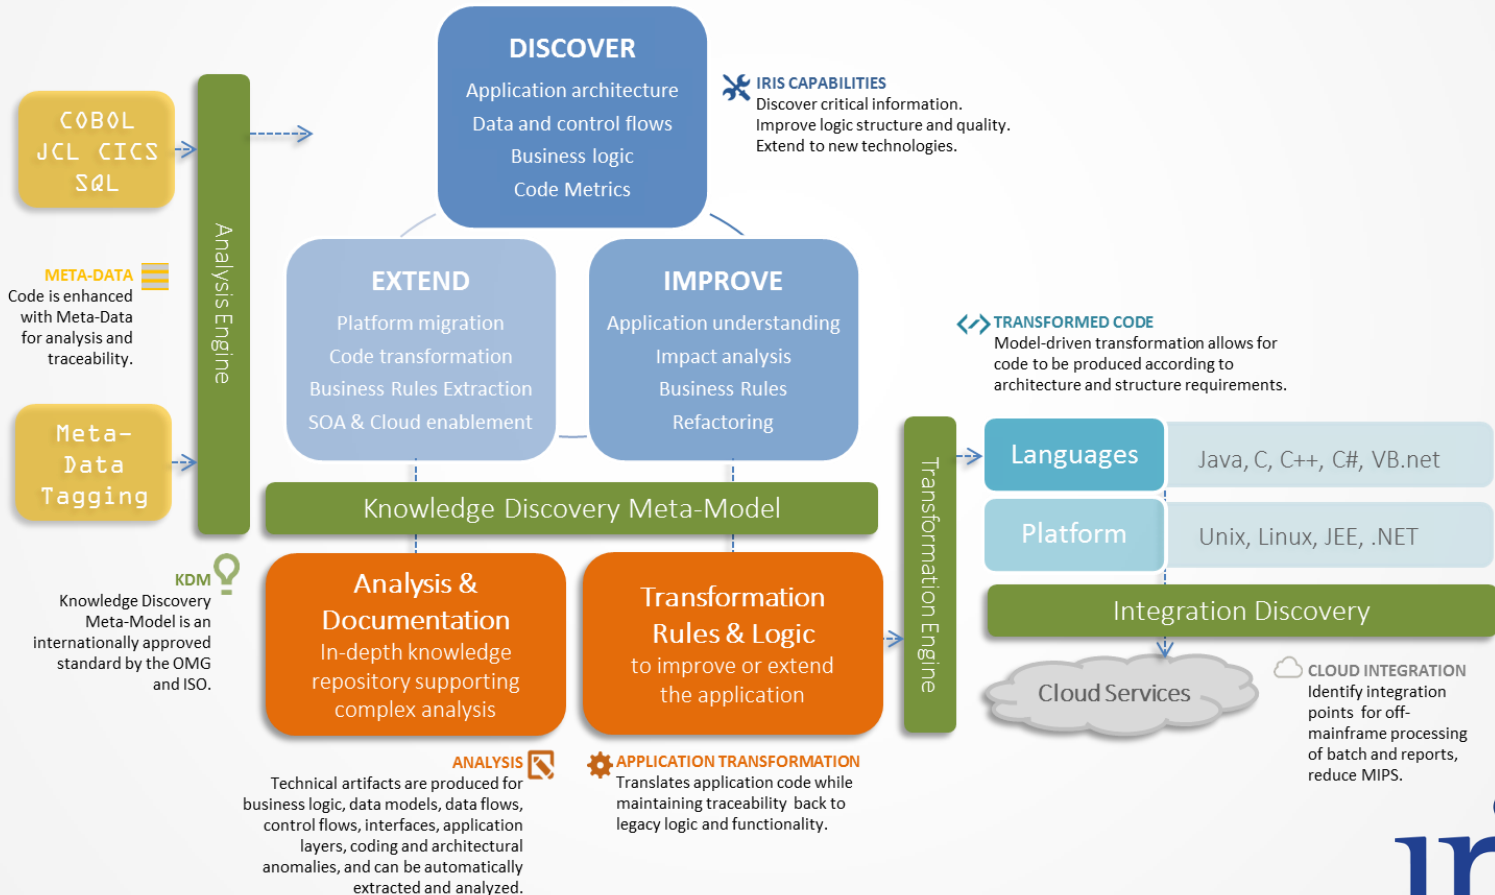 DISCOVER
Application architecture
Data and control flows
Business logic
Code Metrics
IRIS CAPABILITIES
Discover critical information.
Improve logic structure and quality.
Extend to new technologies.
COBOL
JCL CICS
SQL
Analysis Engine
META-DATA
Code is enhanced
with Meta-Data
for analysis and
traceability.
Meta-
Data
Tagging
EXTEND
Platform migration
Code transformation
Business Rules Extraction
SOA & Cloud enablement
IMPROVE
Application understanding
Impact analysis
Business Rules
Refactoring
Knowledge Discovery Meta-Model
KDM
Knowledge Discovery
Meta-Model is an
internationally approved
standard by the OMG
and ISO.
Analysis &
Documentation
In-depth knowledge
repository supporting
complex analysis
Transformation
Rules & Logic
to improve or extend
the application
ANALYSIS
Technical artifacts are produced for
business logic, data models, data flows,
control flows, interfaces, application
layers, coding and architectural
anomalies, and can be automatically
extracted and analyzed.
APPLICATION TRANSFORMATION
Translates application code while
maintaining traceability back to
legacy logic and functionality.
Transformation Engine
TRANSFORMED CODE
Model-driven transformation allows for
code to be produced according to
architecture and structure requirements.
Languages
Java, C, C++, C#, VB.net
Platform
Unix, Linux, JEE, .NET
Integration Discovery
Cloud Services
CLOUD INTEGRATION
Identify integration
points for off-
mainframe processing
of batch and reports,
reduce MIPS.